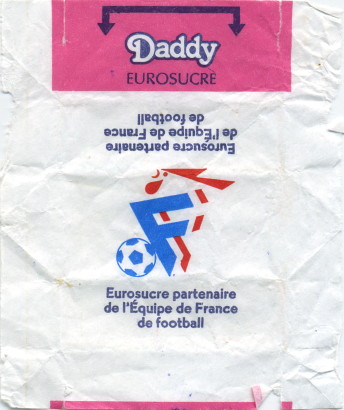 Daddy
EUROSUCRE
Eurosucre partenaire
de l'Équipe de France
de football
Eurosucre partenaire
de l'Équipe de France
de football